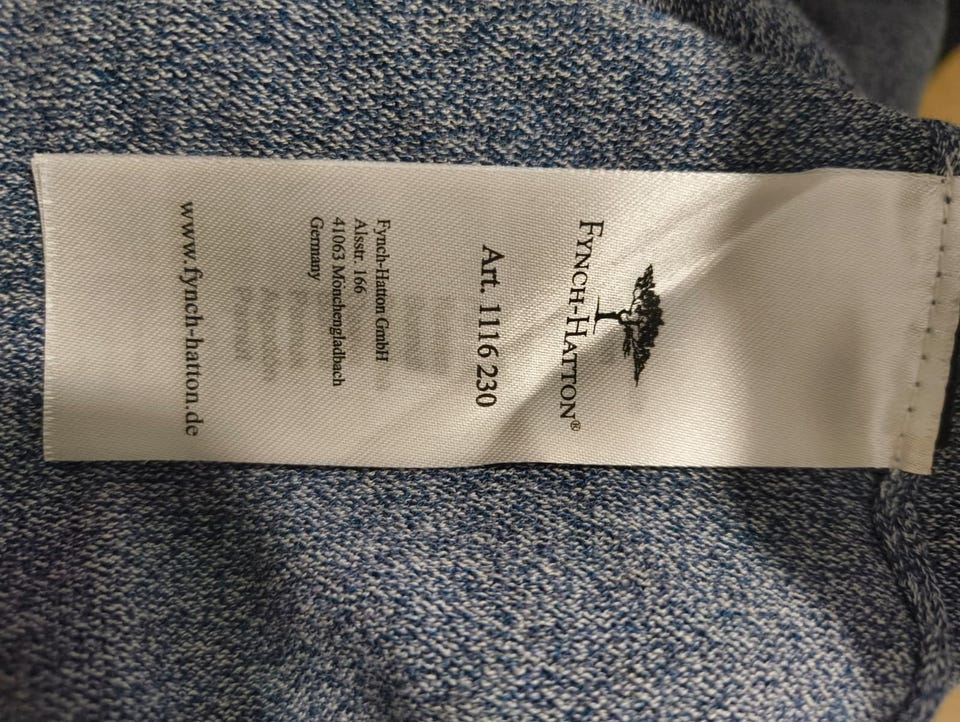 FYNCH-HATTON®
Art. 1116 230
Fynch-Hatton GmbH
Alsstr. 166
41063 Mönchengladbach
Germany
www.fynch-hatton.de